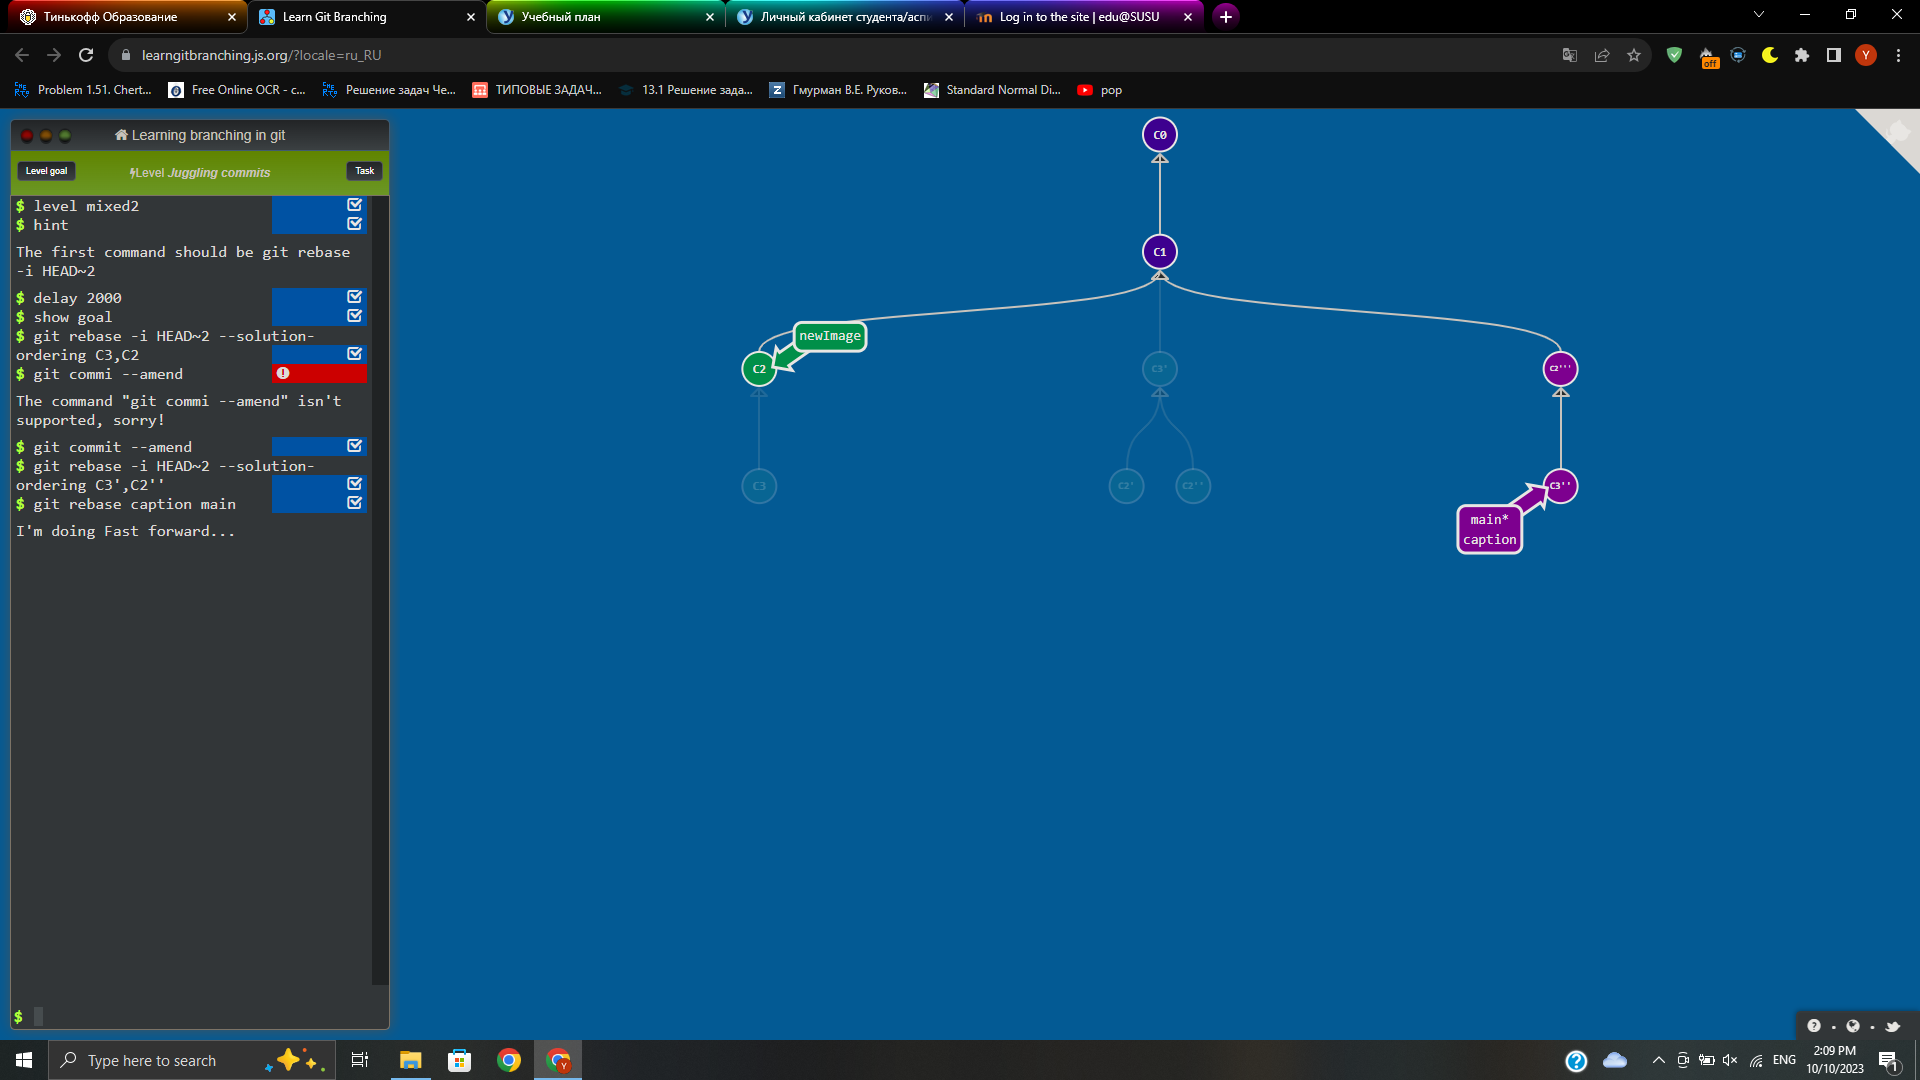 Тинькофф Образование
Learn Git Branching
Учебный план
Личный кабинет студента/аспи
Log in to the site | edu@SUSU
learngitbranching.js.org/?locale=ru_RU
off
Y
Problem 1.51. Chert...
Free Online OCR - c...
Решение задач Че...
ТИПОВЫЕ ЗАДАЧ...
13.1 Решение зада...
Гмурман В.Е. Руков...
Standard Normal Di...
pop
Learning branching in git
Level goal
Level Juggling commits
Task
$ level mixed2
$ hint
The first command should be git rebase
-i HEAD~2
$ delay 2000
$ show goal
$ git rebase -i HEAD~2 --solution-
ordering C3,C2
$ git commi --amend
The command "git commi --amend" isn't
supported, sorry!
$ git commit --amend
$ git rebase -i HEAD~2 --solution-
ordering C3',C2''
$ git rebase caption main
I'm doing Fast forward...
$
C0
C1
newImage
C2
C3'
C2'''
C3
C2'
C2''
C3''
main*
caption
Type here to search
ENG
2:09 PM
10/10/2023
1